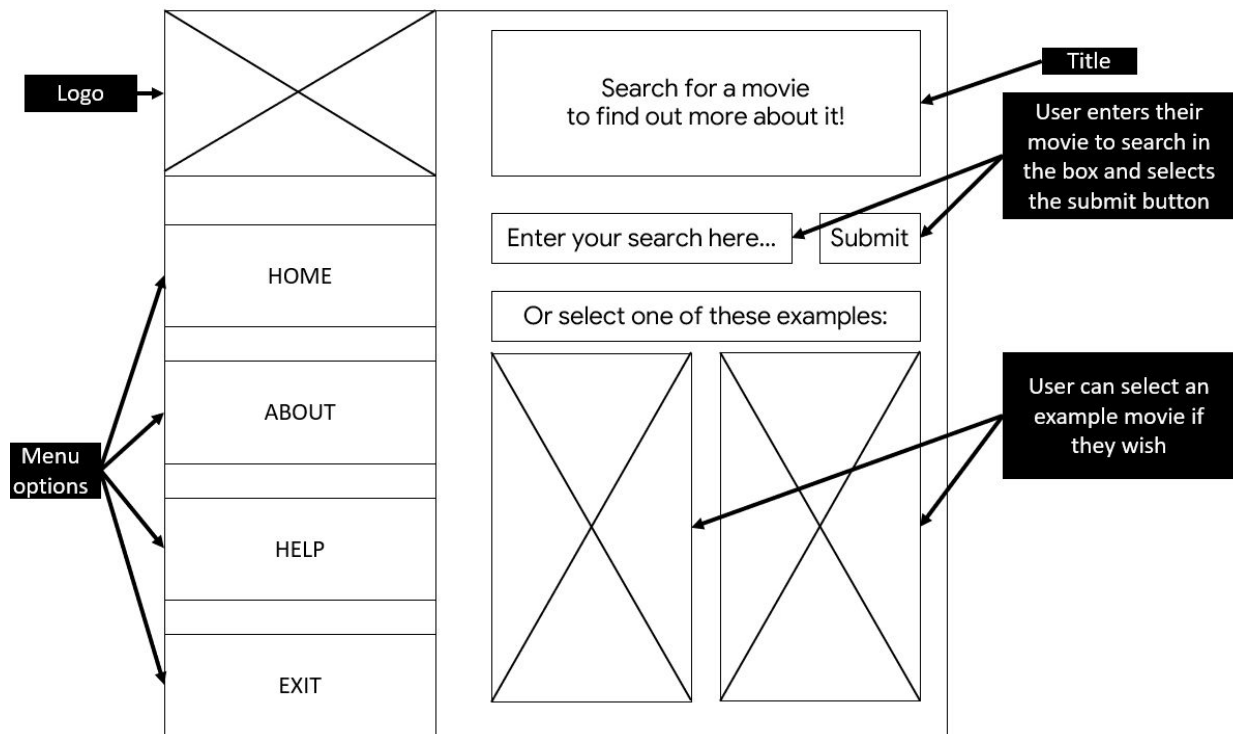 Logo
Search for a movie
to find out more about it!
Title
User enters their
movie to search in
the box and selects
the submit button
Enter your search here...
Submit
HOME
Or select one of these examples:
ABOUT
User can select an
example movie if
they wish
Menu
options
HELP
EXIT